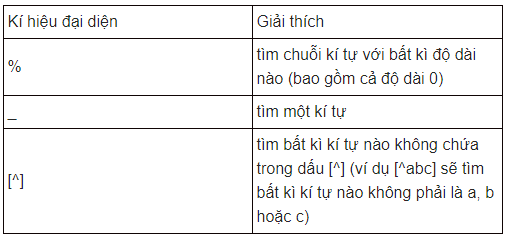 Kí hiệu đại diện
Giải thích
%
tìm chuỗi kí tự với bất kì độ dài
nào (bao gồm cả độ dài 0)
_
tìm một kí tự
[^]
tìm bất kì kí tự nào không chứa
trong dấu [^] (ví dụ [^abc] sẽ tìm
bất kì kí tự nào không phải là a, b
hoặc c)